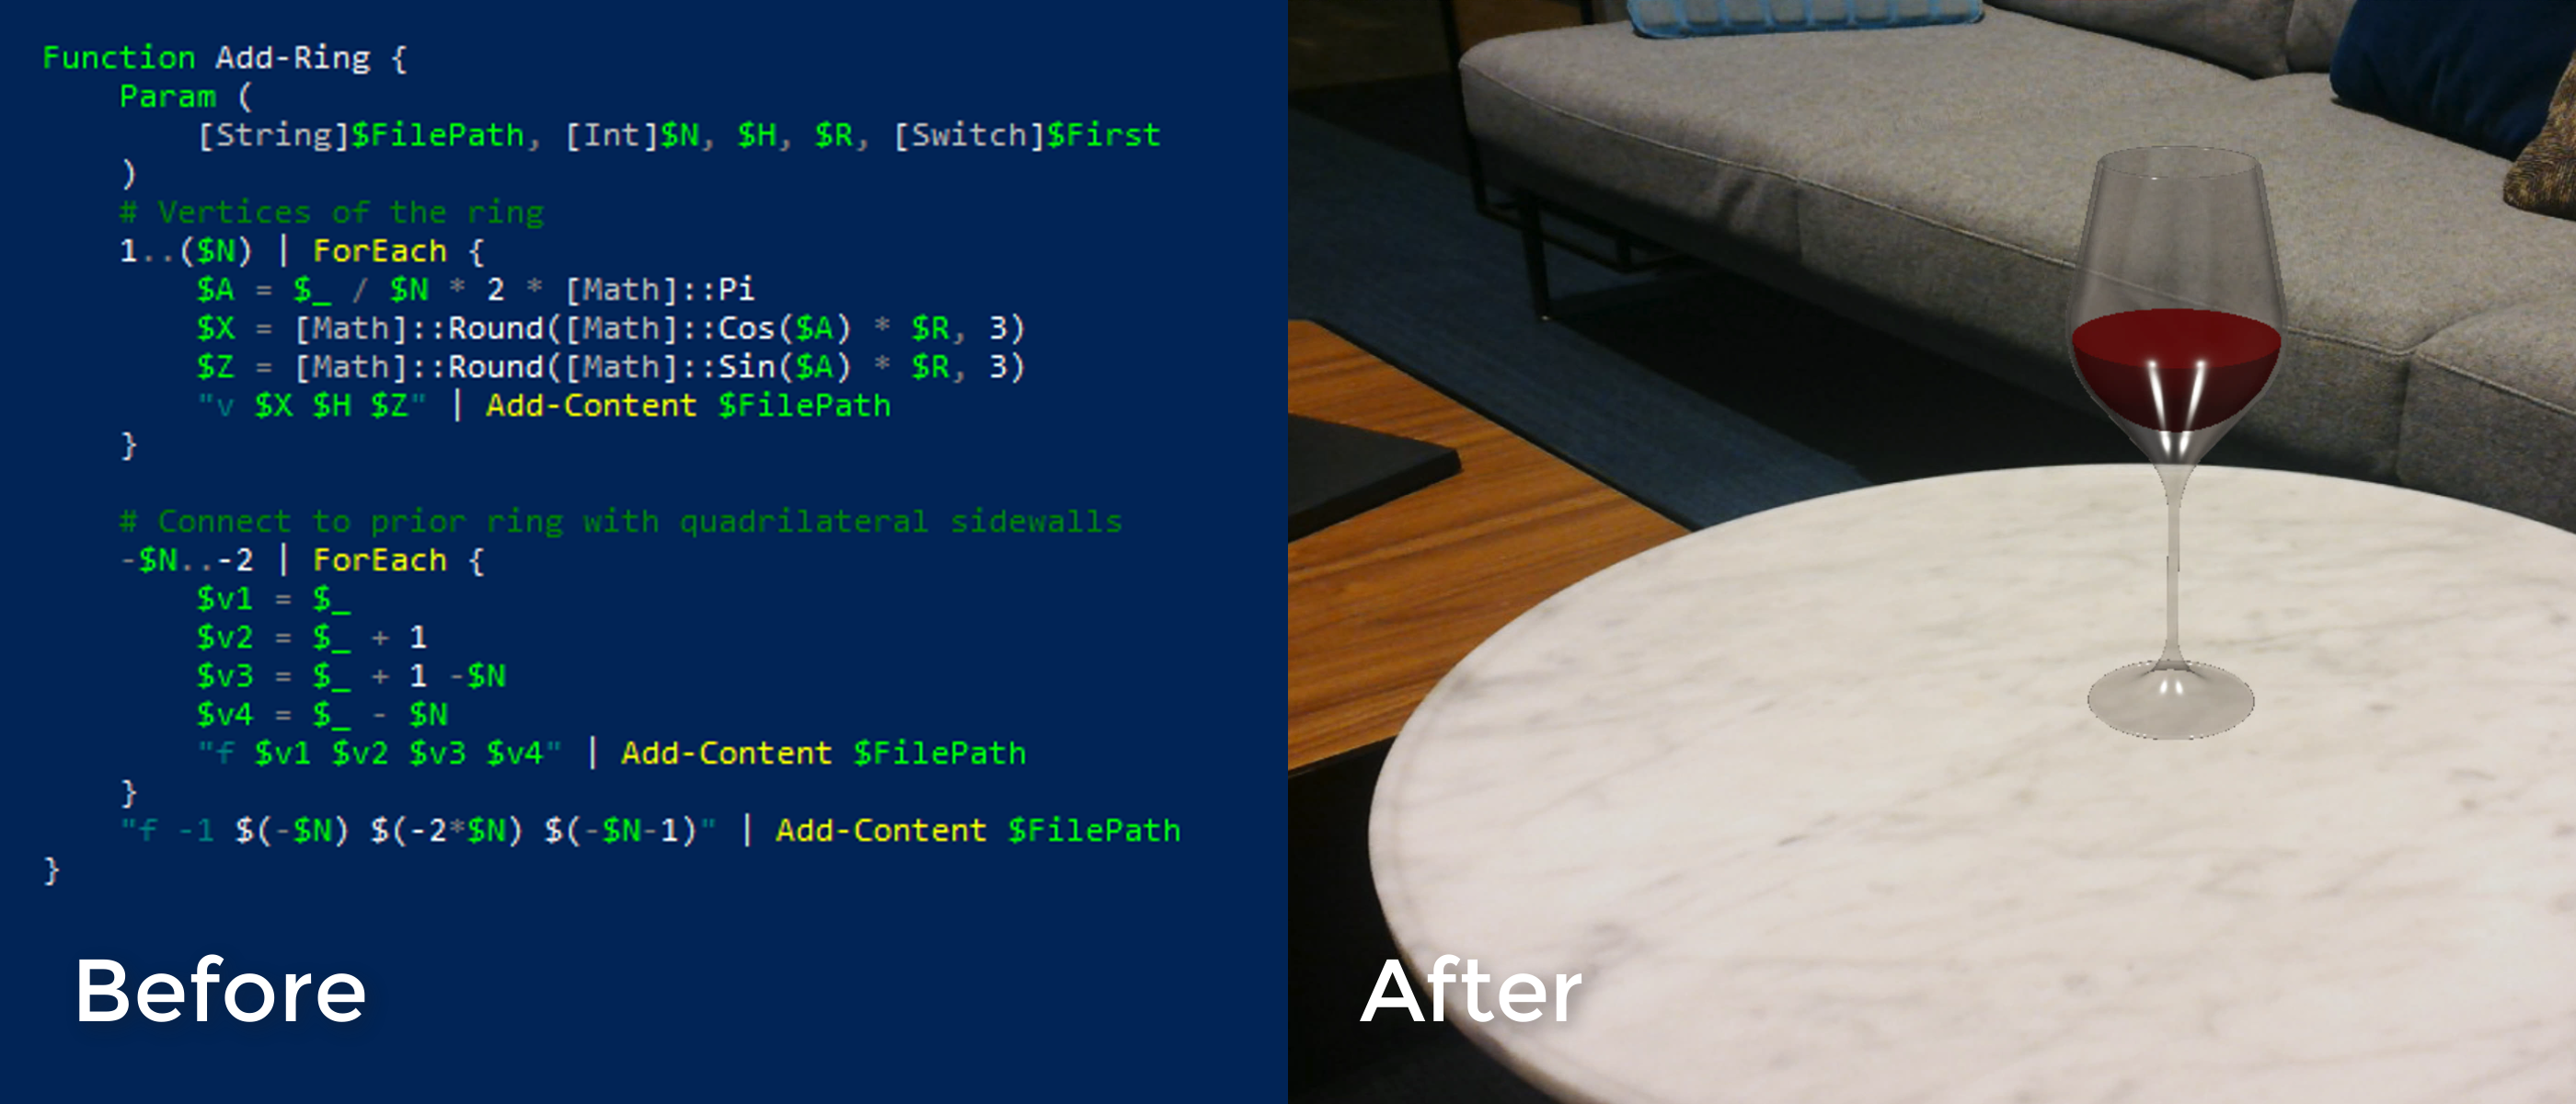 Function Add-Ring {
    Param (
        [String]$FilePath, [Int]$N, $H, $R, [Switch]$First
    )
    # Vertices of the ring
    1..($N) | ForEach {
        $A = $_ / $N * 2 * [Math]::Pi
        $X = [Math]::Round([Math]::Cos($A) * $R, 3)
        $Z = [Math]::Round([Math]::Sin($A) * $R, 3)
        "v $X $H $Z" | Add-Content $FilePath
    }

    # Connect to prior ring with quadrilateral sidewalls
    -$N..-2 | ForEach {
        $v1 = $_
        $v2 = $_ + 1
        $v3 = $_ + 1 -$N
        $v4 = $_ - $N
        "f $v1 $v2 $v3 $v4" | Add-Content $FilePath
    }
    "f -1 $(-$N) $(-2*$N) $(-$N-1)" | Add-Content $FilePath
}
Before
After